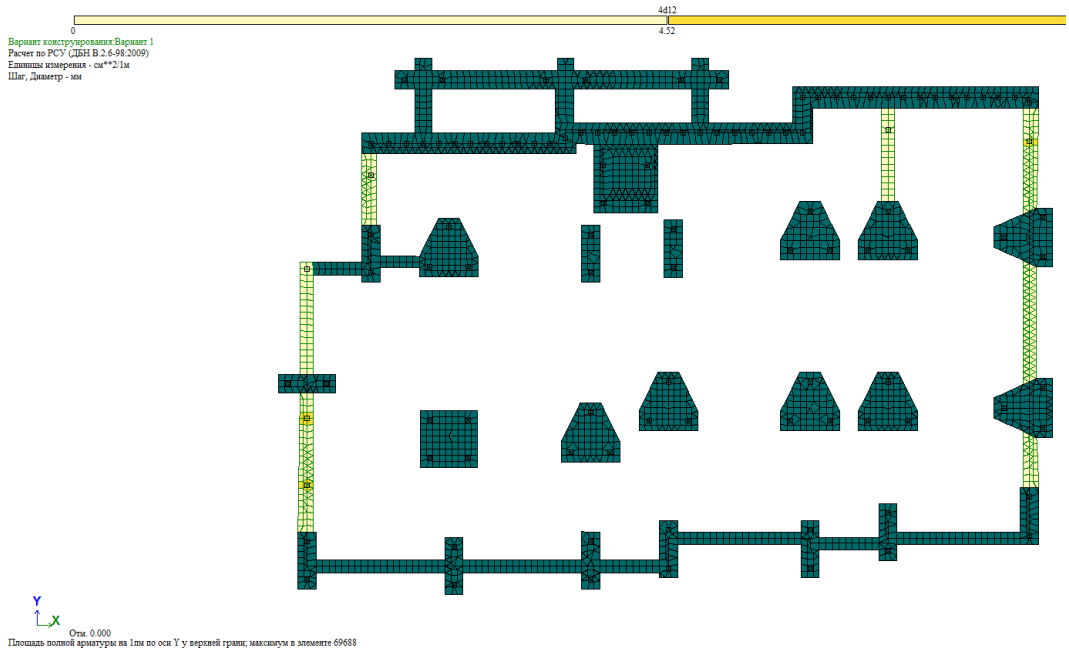 4d12
0
4.52
Вариант конструирования:Вариант 1
Расчет по РСУ (ДБН В.2.6-98:2009)
Единицы измерения - см**2/1м
Шаг, Диаметр - мм
Y
X
Отм. 0.000
Площадь полной арматуры на 1пм по оси Y у верхней грани; максимум в элементе 69688